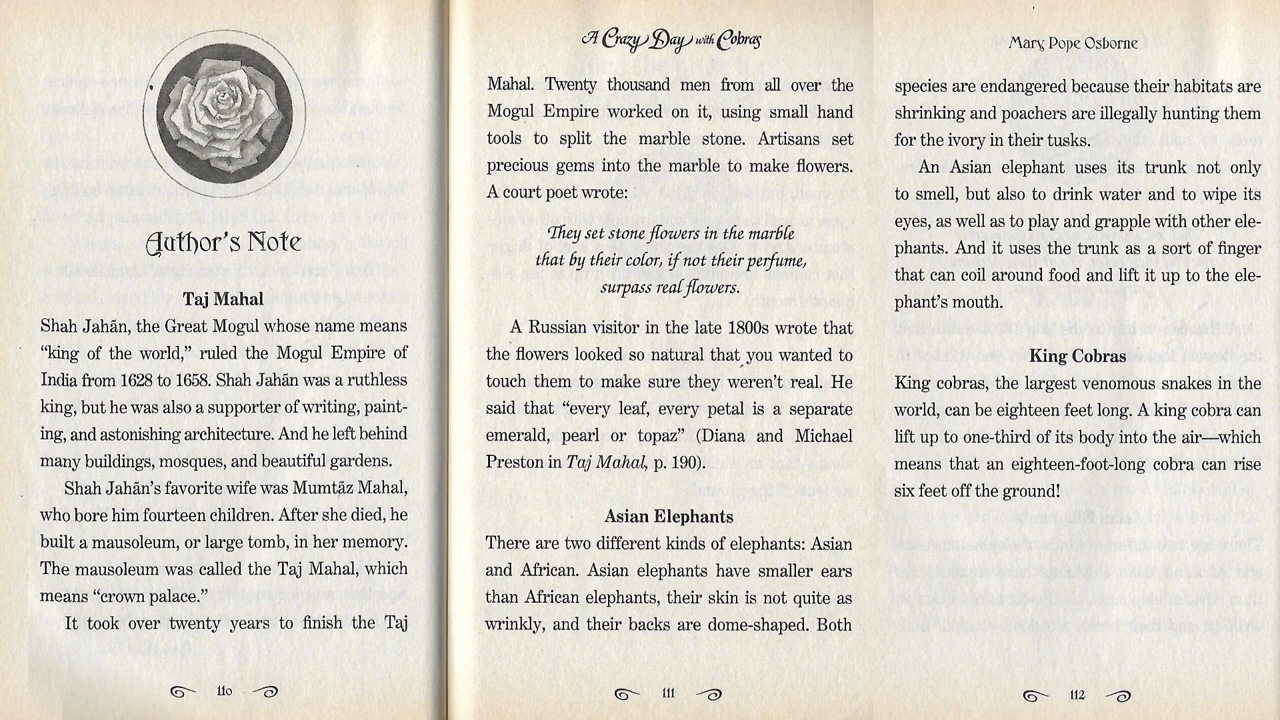 Author's Note
Taj Mahal
Shah Jahān, the Great Mogul whose name means
“king of the world,” ruled the Mogul Empire of
India from 1628 to 1658. Shah Jahān was a ruthless
king, but he was also a supporter of writing, paint-
ing, and astonishing architecture. And he left behind
many buildings, mosques, and beautiful gardens.
Shah Jahān’s favorite wife was Mumtāz Mahal,
who bore him fourteen children. After she died, he
built a mausoleum, or large tomb, in her memory.
The mausoleum was called the Taj Mahal, which
means “crown palace.”
It took over twenty years to finish the Taj
110
A Crazy Day with Cobras
Mahal. Twenty thousand men from all over the
Mogul Empire worked on it, using small hand
tools to split the marble stone. Artisans set
precious gems into the marble to make flowers.
A court poet wrote:
They set stone flowers in the marble
that by their color, if not their perfume,
surpass real flowers.
A Russian visitor in the late 1800s wrote that
the flowers looked so natural that you wanted to
touch them to make sure they weren’t real. He
said that “every leaf, every petal is a separate
emerald, pearl or topaz” (Diana and Michael
Preston in Taj Mahal, p. 190).
Asian Elephants
There are two different kinds of elephants: Asian
and African. Asian elephants have smaller ears
than African elephants, their skin is not quite as
wrinkly, and their backs are dome-shaped. Both
111
Mary Pope Osborne
species are endangered because their habitats are
shrinking and poachers are illegally hunting them
for the ivory in their tusks.
An Asian elephant uses its trunk not only
to smell, but also to drink water and to wipe its
eyes, as well as to play and grapple with other ele-
phants. And it uses the trunk as a sort of finger
that can coil around food and lift it up to the ele-
phant’s mouth.
King Cobras
King cobras, the largest venomous snakes in the
world, can be eighteen feet long. A king cobra can
lift up to one-third of its body into the air—which
means that an eighteen-foot-long cobra can rise
six feet off the ground!
112